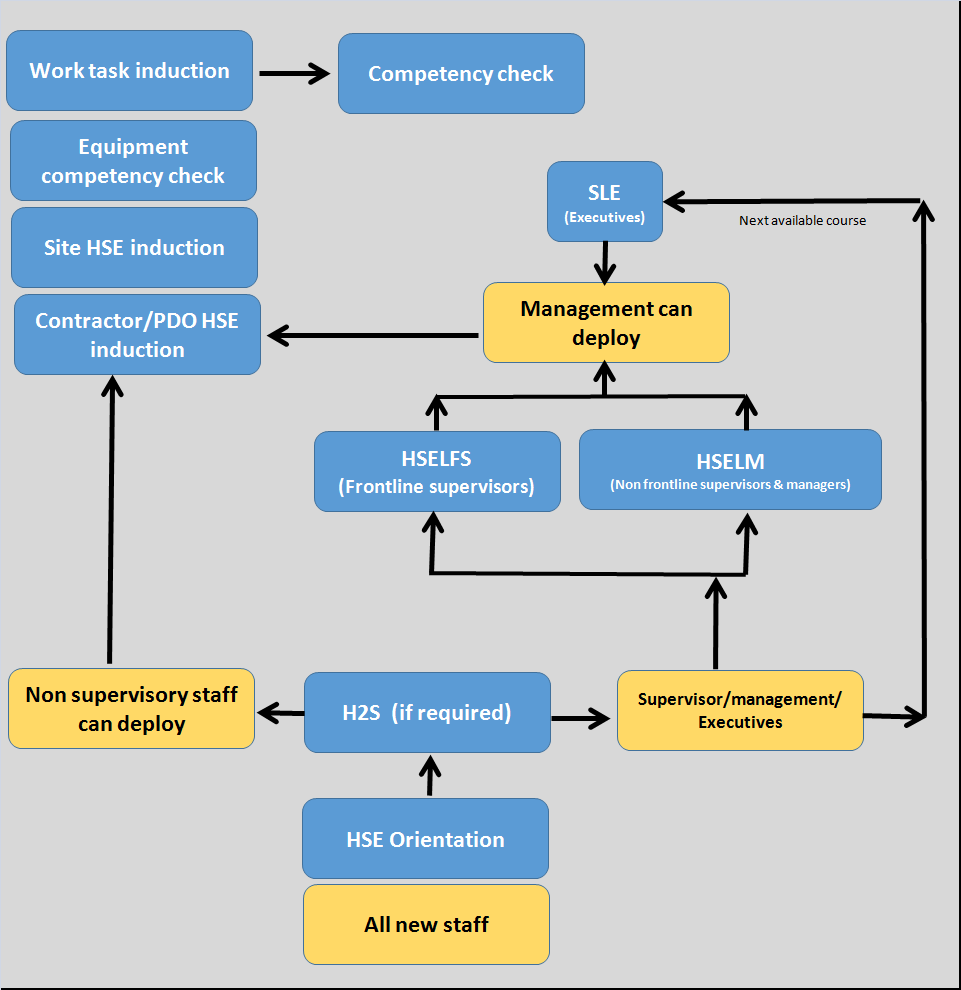 Work task induction
Competency check
Equipment
competency check
SLE
(Executives)
Next available course
Site HSE induction
Contractor/PDO HSE
induction
Management can
deploy
HSELFS
(Frontline supervisors)
HSELM
(Non frontline supervisors & managers)
Non supervisory staff
can deploy
H2S  (if required)
Supervisor/management/
Executives
HSE Orientation
All new staff